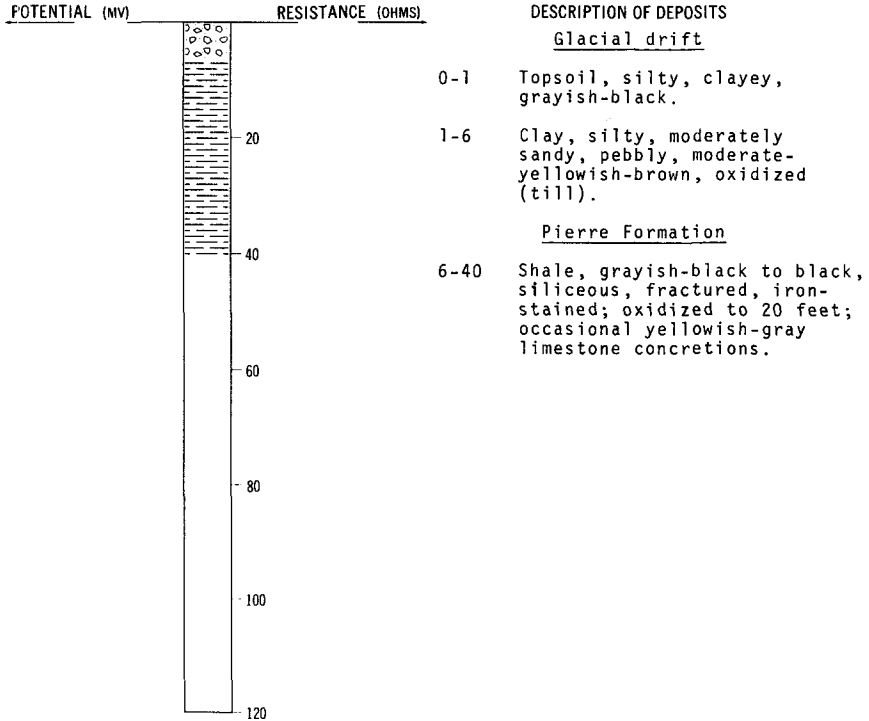 POTENTIAL (MV) RESISTANCE (OHMS) DESCRIPTION OF DEPOSITS
Glacial drift
0-1 Topsoil, silty, clayey,
grayish-black.
1-6 Clay, silty, moderately
sandy, pebbly, moderate-
yellowish-brown, oxidized
(till).
Pierre Formation
6-40 Shale, grayish-black to black,
siliceous, fractured, iron-
stained; oxidized to 20 feet;
occasional yellowish-gray
limestone concretions.
20
40
60
80
100
120